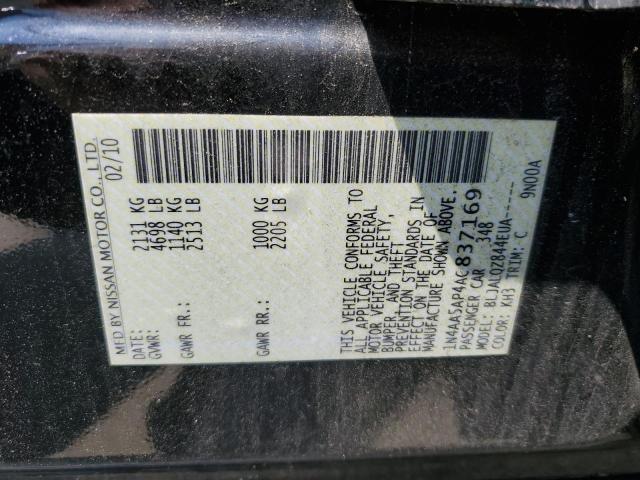 MFD BY NISSAN MOTOR CO., LTD.
DATE: 02/10
GVWR: 2131 KG
4698 LB
GAWR FR: 1140 KG
2513 LB
GAWR RR: 1000 KG
2205 LB
THIS VEHICLE CONFORMS TO
ALL APPLICABLE FEDERAL
MOTOR VEHICLE SAFETY,
BUMPER, AND THEFT
PREVENTION STANDARDS IN
EFFECT ON THE DATE OF
MANUFACTURE SHOWN ABOVE.
1N4AA5AP4AC837169
PASSENGER CAR 348
MODEL: BLJALQZ844EUA-----
COLOR: KH3 TRIM: C 9N00A